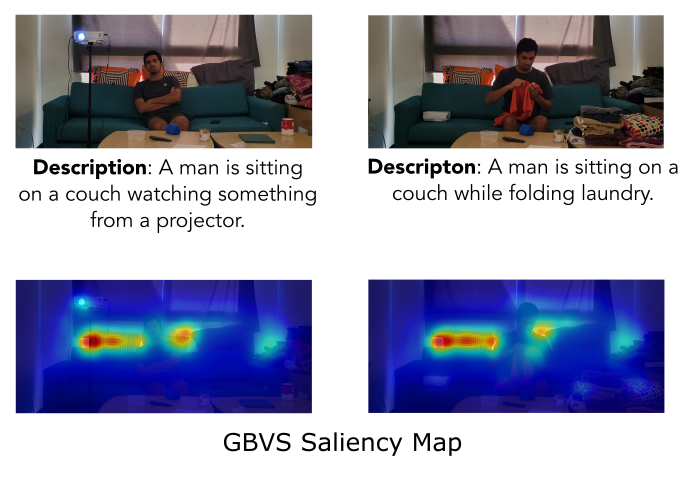 Description: A man is sitting
on a couch watching something
from a projector.
Descripton: A man is sitting on a
couch while folding laundry.
GBVS Saliency Map